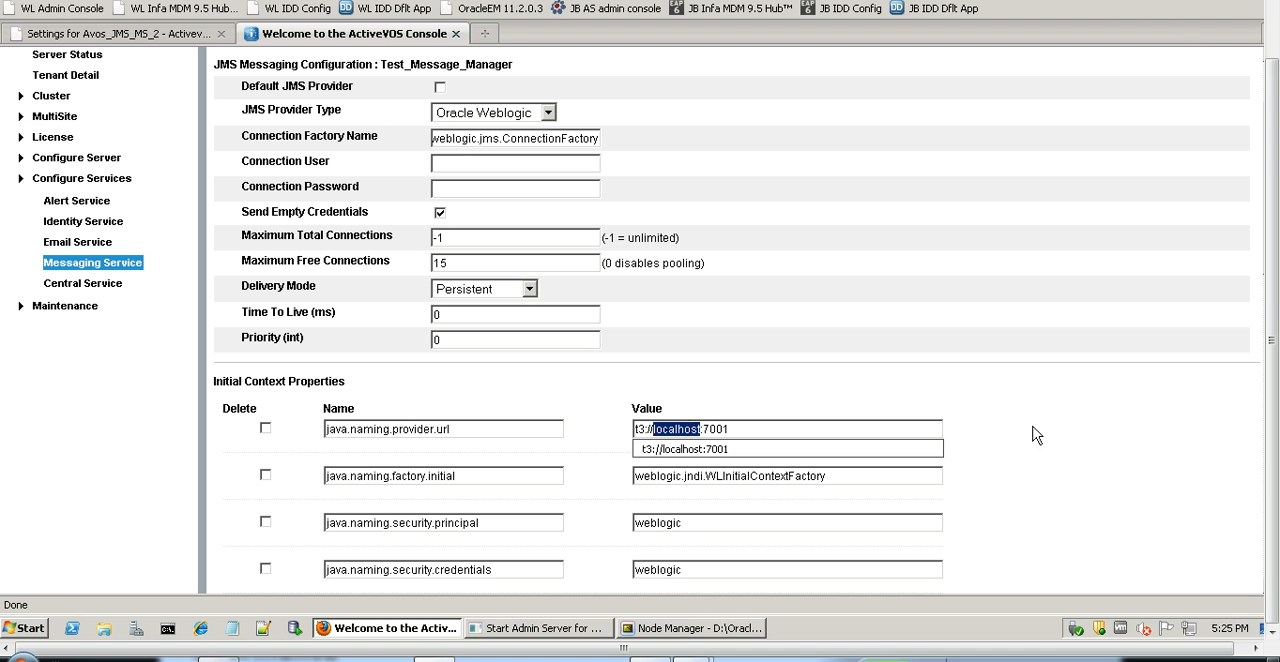 WL Admin Console WL Infa MDM 9.5 Hub... WL IDD Config WL IDD Dflt App OracleEM 11.2.0.3 JB AS admin console JB Infa MDM 9.5 Hub™ JB IDD Config JB IDD Dflt App
Settings for Avos_JMS_MS_2 - Activev... Welcome to the ActiveVOS Console
Server Status
Tenant Detail
Cluster
MultiSite
License
Configure Server
Configure Services
Alert Service
Identity Service
Email Service
Messaging Service
Central Service
Maintenance
JMS Messaging Configuration : Test_Message_Manager
Default JMS Provider
JMS Provider Type Oracle Weblogic
Connection Factory Name weblogic.jms.ConnectionFactory
Connection User
Connection Password
Send Empty Credentials
Maximum Total Connections -1 (-1 = unlimited)
Maximum Free Connections 15 (0 disables pooling)
Delivery Mode Persistent
Time To Live (ms) 0
Priority (int) 0
Initial Context Properties
Delete Name Value
java.naming.provider.url t3://localhost:7001
t3://localhost:7001
java.naming.factory.initial weblogic.jndi.WLInitialContextFactory
java.naming.security.principal weblogic
java.naming.security.credentials weblogic
Done
Start Welcome to the Activ... Start Admin Server for ... Node Manager - D:\Oracl... 5:25 PM